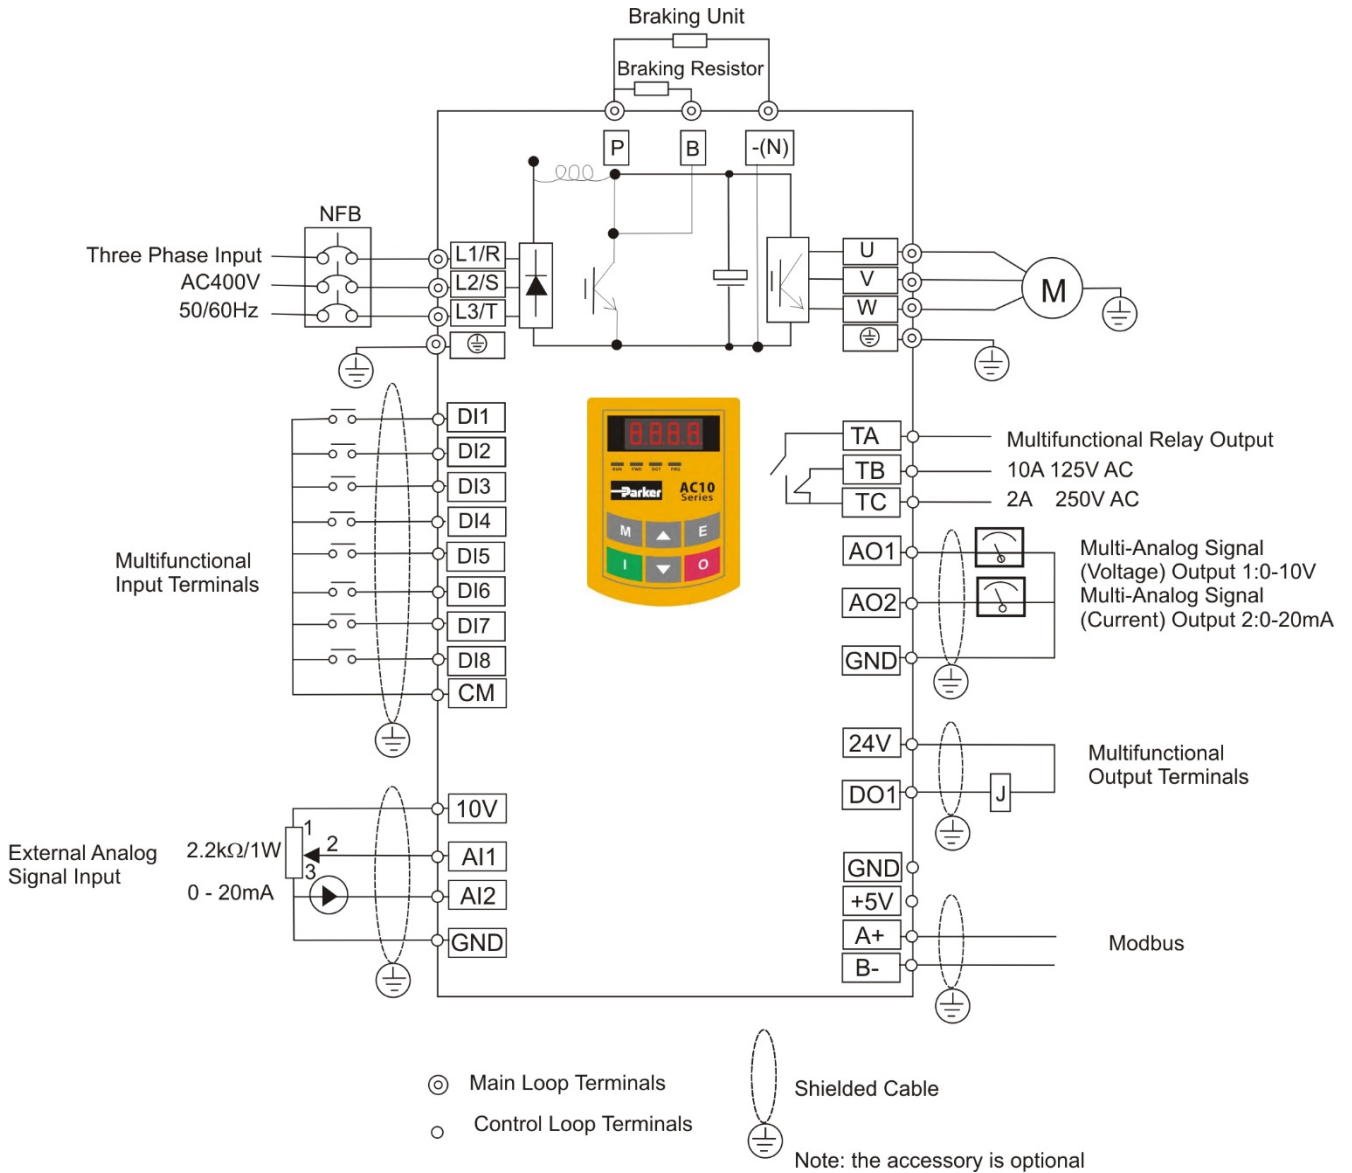 Braking Unit
Braking Resistor
P
B
-(N)
NFB
Three Phase Input
AC400V
50/60Hz
L1/R
L2/S
L3/T
U
V
W
M
DI1
DI2
DI3
DI4
DI5
DI6
DI7
DI8
CM
Multifunctional
Input Terminals
8.8.8.8
RUN FWD DGT FRQ
Parker
AC10
Series
M
E
I
O
TA
TB
TC
Multifunctional Relay Output
10A 125V AC
2A 250V AC
AO1
AO2
GND
Multi-Analog Signal
(Voltage) Output 1:0-10V
Multi-Analog Signal
(Current) Output 2:0-20mA
24V
DO1
J
Multifunctional
Output Terminals
External Analog
Signal Input
2.2kΩ/1W
0 - 20mA
1
2
3
10V
AI1
AI2
GND
GND
+5V
A+
B-
Modbus
Main Loop Terminals
Control Loop Terminals
Shielded Cable
Note: the accessory is optional